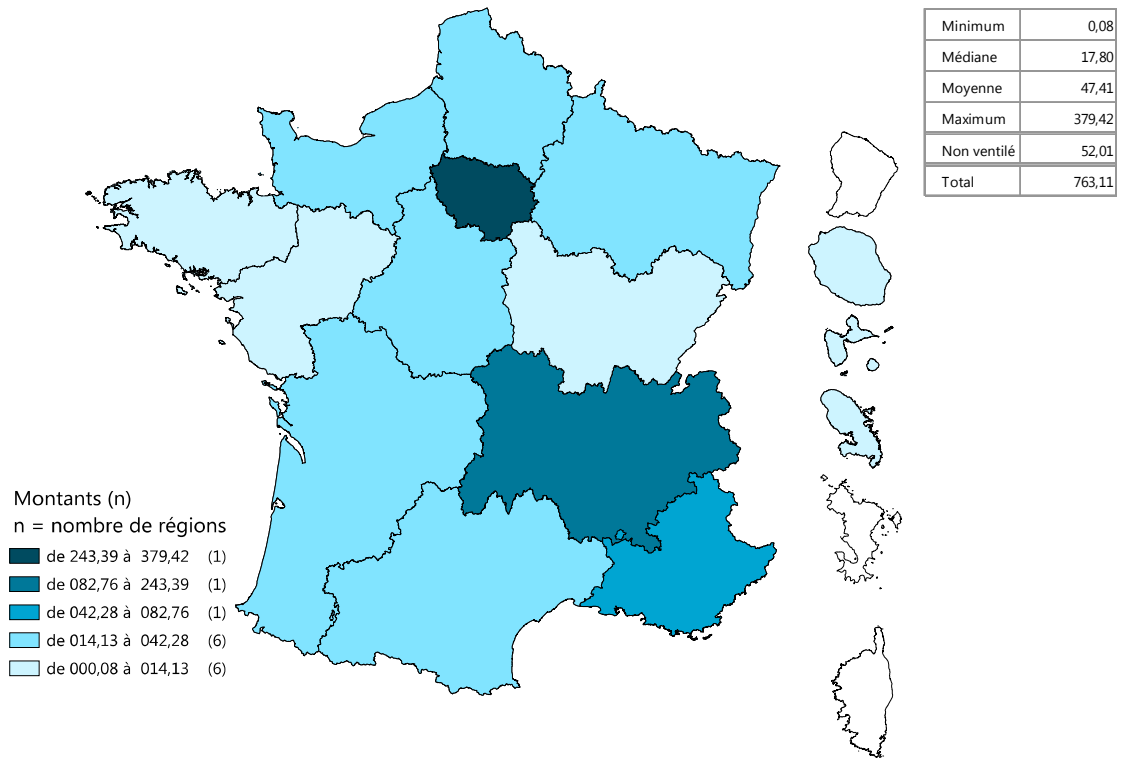 Minimum 0,08
Médiane 17,80
Moyenne 47,41
Maximum 379,42
Non ventilé 52,01
Total 763,11
Montants (n)
n = nombre de régions
de 243,39 à 379,42 (1)
de 082,76 à 243,39 (1)
de 042,28 à 082,76 (1)
de 014,13 à 042,28 (6)
de 000,08 à 014,13 (6)